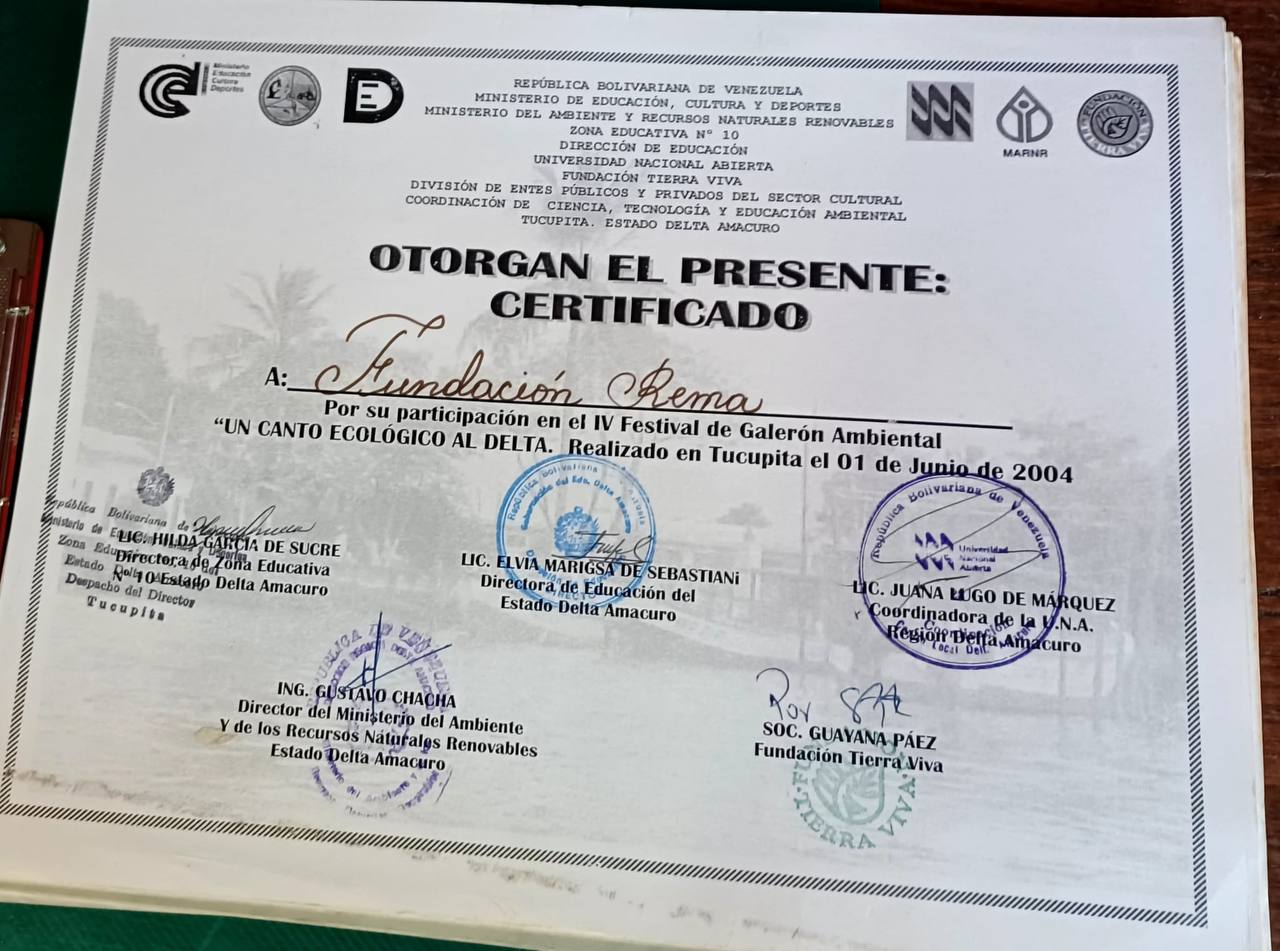 Ministerio
Educación
Cultura
Deportes
REPÚBLICA BOLIVARIANA DE VENEZUELA
MINISTERIO DE EDUCACIÓN, CULTURA Y DEPORTES
MINISTERIO DEL AMBIENTE Y RECURSOS NATURALES RENOVABLES
ZONA EDUCATIVA Nº 10
DIRECCIÓN DE EDUCACIÓN
UNIVERSIDAD NACIONAL ABIERTA
FUNDACIÓN TIERRA VIVA
DIVISIÓN DE ENTES PÚBLICOS Y PRIVADOS DEL SECTOR CULTURAL
COORDINACIÓN DE CIENCIA, TECNOLOGÍA Y EDUCACIÓN AMBIENTAL
TUCUPITA. ESTADO DELTA AMACURO
MARNR
FUNDACIÓN TIERRA VIVA
OTORGAN EL PRESENTE:
CERTIFICADO
A: Fundación Rema
Por su participación en el IV Festival de Galerón Ambiental
“UN CANTO ECOLÓGICO AL DELTA. Realizado en Tucupita el 01 de Junio de 2004
República Bolivariana de
Ministerio de
Zona
Estado
Despacho del Director
Tucupita
LIC. HILDA GARCÍA DE SUCRE
Directora de Zona Educativa
Nº 10 Estado Delta Amacuro
República Bolivariana de Venezuela
Gobernación del Edo. Delta Amacuro
LIC. ELVIA MARIGSA DE SEBASTIANi
Directora de Educación del
Estado Delta Amacuro
República Bolivariana de Venezuela
Universidad
Nacional
Abierta
Coordinación
Local
LIC. JUANA LUGO DE MÁRQUEZ
Coordinadora de la U.N.A.
Región Delta Amacuro
ING. GUSTAVO CHACHA
Director del Ministerio del Ambiente
Y de los Recursos Naturales Renovables
Estado Delta Amacuro
SOC. GUAYANA PÁEZ
Fundación Tierra Viva
TIERRA VIVA